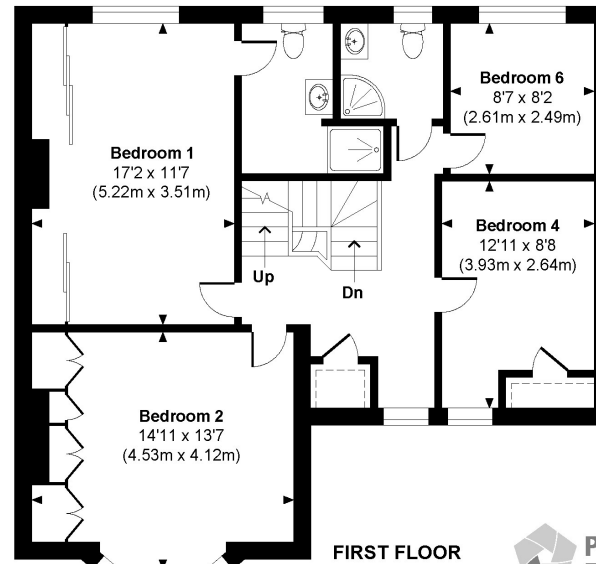 Bedroom 6
8'7 x 8'2
(2.61m x 2.49m)
Bedroom 1
17'2 x 11'7
(5.22m x 3.51m)
Bedroom 4
12'11 x 8'8
(3.93m x 2.64m)
Up
Dn
Bedroom 2
14'11 x 13'7
(4.53m x 4.12m)
FIRST FLOOR
P